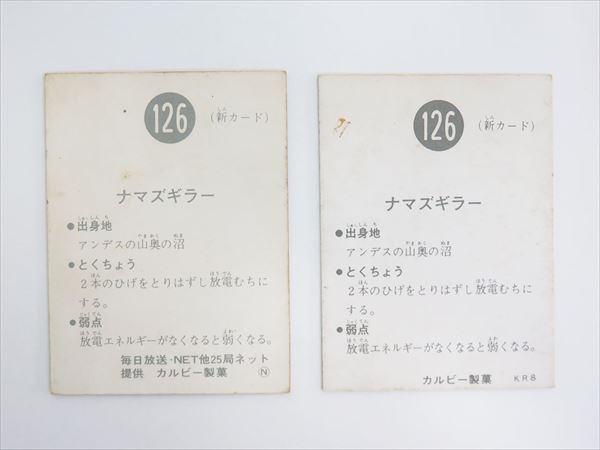 126
(新カード)
ナマズギラー
●出身地
アンデスの山奥の沼
●とくちょう
2本のひげをとりはずし放電むちに
する。
●弱点
放電エネルギーがなくなると弱くなる。
毎日放送・NET他25局ネット
提供 カルビー製菓 Ⓝ
126
(新カード)
ナマズギラー
●出身地
アンデスの山奥の沼
●とくちょう
2本のひげをとりはずし放電むちに
する。
●弱点
放電エネルギーがなくなると弱くなる。
カルビー製菓 KR8